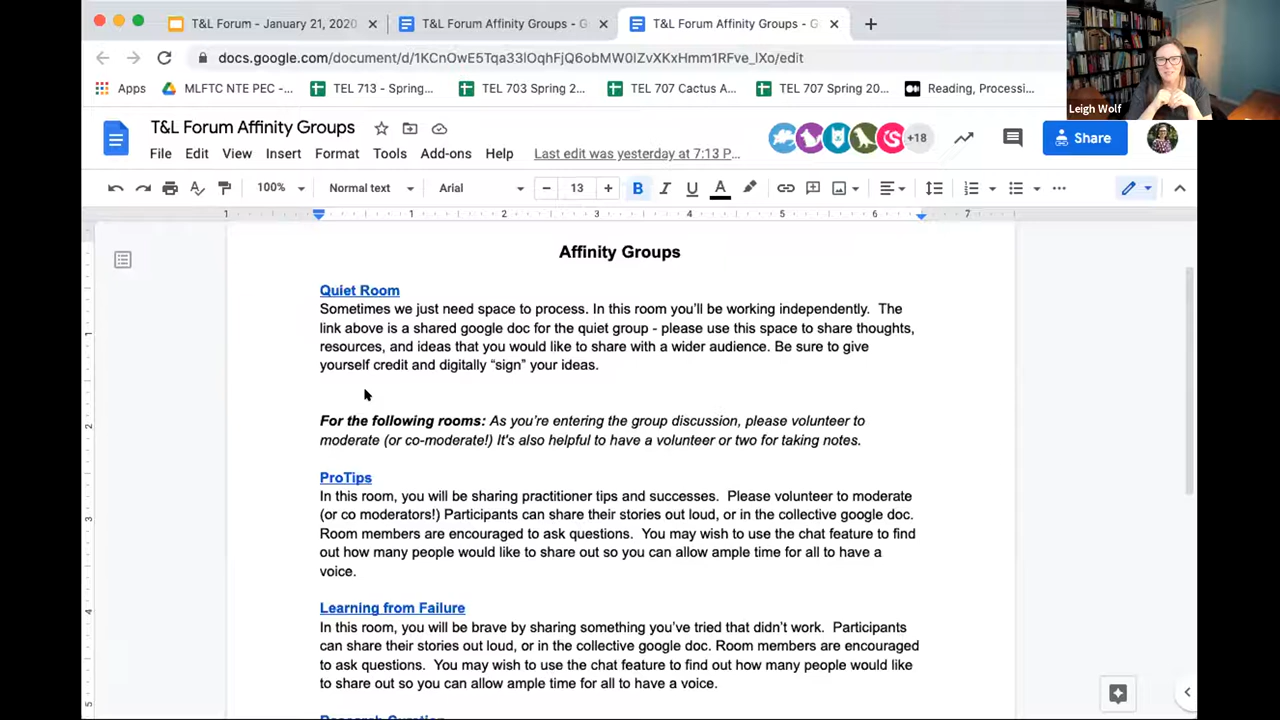 T&L Forum - January 21, 2020
T&L Forum Affinity Groups - G
T&L Forum Affinity Groups - G
docs.google.com/document/d/1KCnOwE5Tqa33lOqhFjQ6obMW0IZvXKxHmm1RFve_lXo/edit
Apps
MLFTC NTE PEC -...
TEL 713 - Spring...
TEL 703 Spring 2...
TEL 707 Cactus A...
TEL 707 Spring 20...
Reading, Processi...
Leigh Wolf
T&L Forum Affinity Groups
+18
Share
File Edit View Insert Format Tools Add-ons Help
Last edit was yesterday at 7:13 P...
100% Normal text Arial 13 B I U A
1 1 2 3 4 5 6 7
Affinity Groups
Quiet Room
Sometimes we just need space to process. In this room you'll be working independently. The
link above is a shared google doc for the quiet group - please use this space to share thoughts,
resources, and ideas that you would like to share with a wider audience. Be sure to give
yourself credit and digitally "sign" your ideas.
For the following rooms: As you're entering the group discussion, please volunteer to
moderate (or co-moderate!) It's also helpful to have a volunteer or two for taking notes.
ProTips
In this room, you will be sharing practitioner tips and successes. Please volunteer to moderate
(or co moderators!) Participants can share their stories out loud, or in the collective google doc.
Room members are encouraged to ask questions. You may wish to use the chat feature to find
out how many people would like to share out so you can allow ample time for all to have a
voice.
Learning from Failure
In this room, you will be brave by sharing something you've tried that didn't work. Participants
can share their stories out loud, or in the collective google doc. Room members are encouraged
to ask questions. You may wish to use the chat feature to find out how many people would like
to share out so you can allow ample time for all to have a voice.
1
2
3
4
5